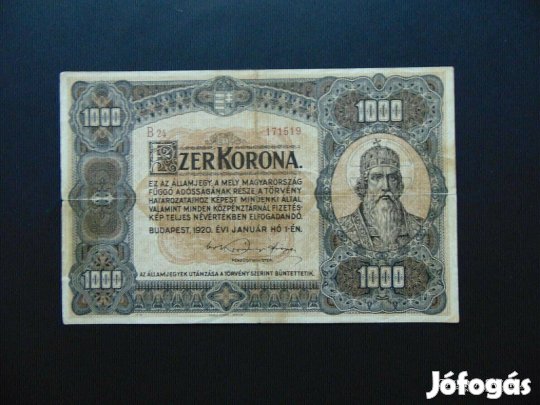 1000
1000
B 24
171519
EZER KORONA.
EZ AZ ÁLLAMJEGY, A MELY MAGYARORSZÁG
FÜGGŐ ADÓSSÁGÁNAK RÉSZE A TÖRVÉNY
HATÁROZATAIHOZ KÉPEST MINDENKI ÁLTAL
VALAMINT MINDEN KÖZPÉNZTÁRNÁL FIZETÉS-
KÉP TELJES NÉVÉRTÉKBEN ELFOGADANDÓ.
BUDAPEST, 1920. ÉVI JANUÁR HÓ 1-ÉN.
PÉNZÜGYMINISTER.
1000
1000
AZ ÁLLAMJEGYEK UTÁNZÁSA A TÖRVÉNY SZERINT BÜNTETTETIK.
Jófogás